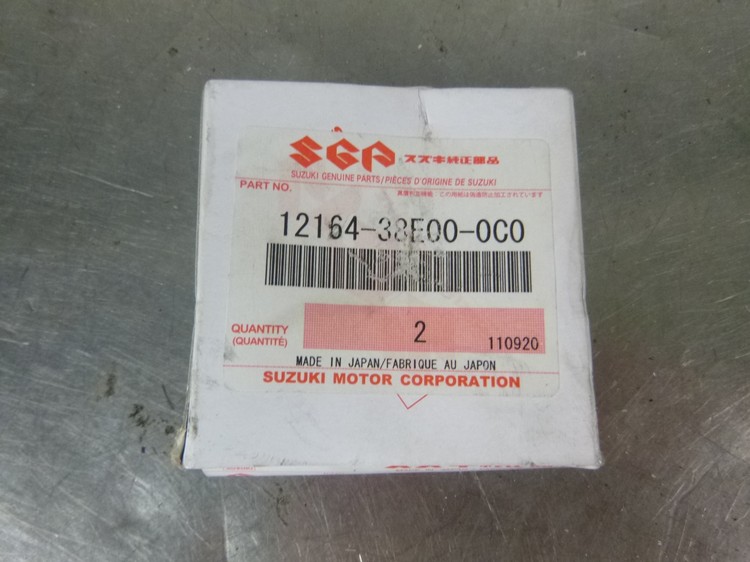 SGP スズキ純正部品
SUZUKI GENUINE PARTS/PIÈCES D'ORIGINE DE SUZUKI
PART NO.
12164-38E00-0C0
QUANTITY
(QUANTITÉ)
2
110920
MADE IN JAPAN/FABRIQUE AU JAPON
SUZUKI MOTOR CORPORATION